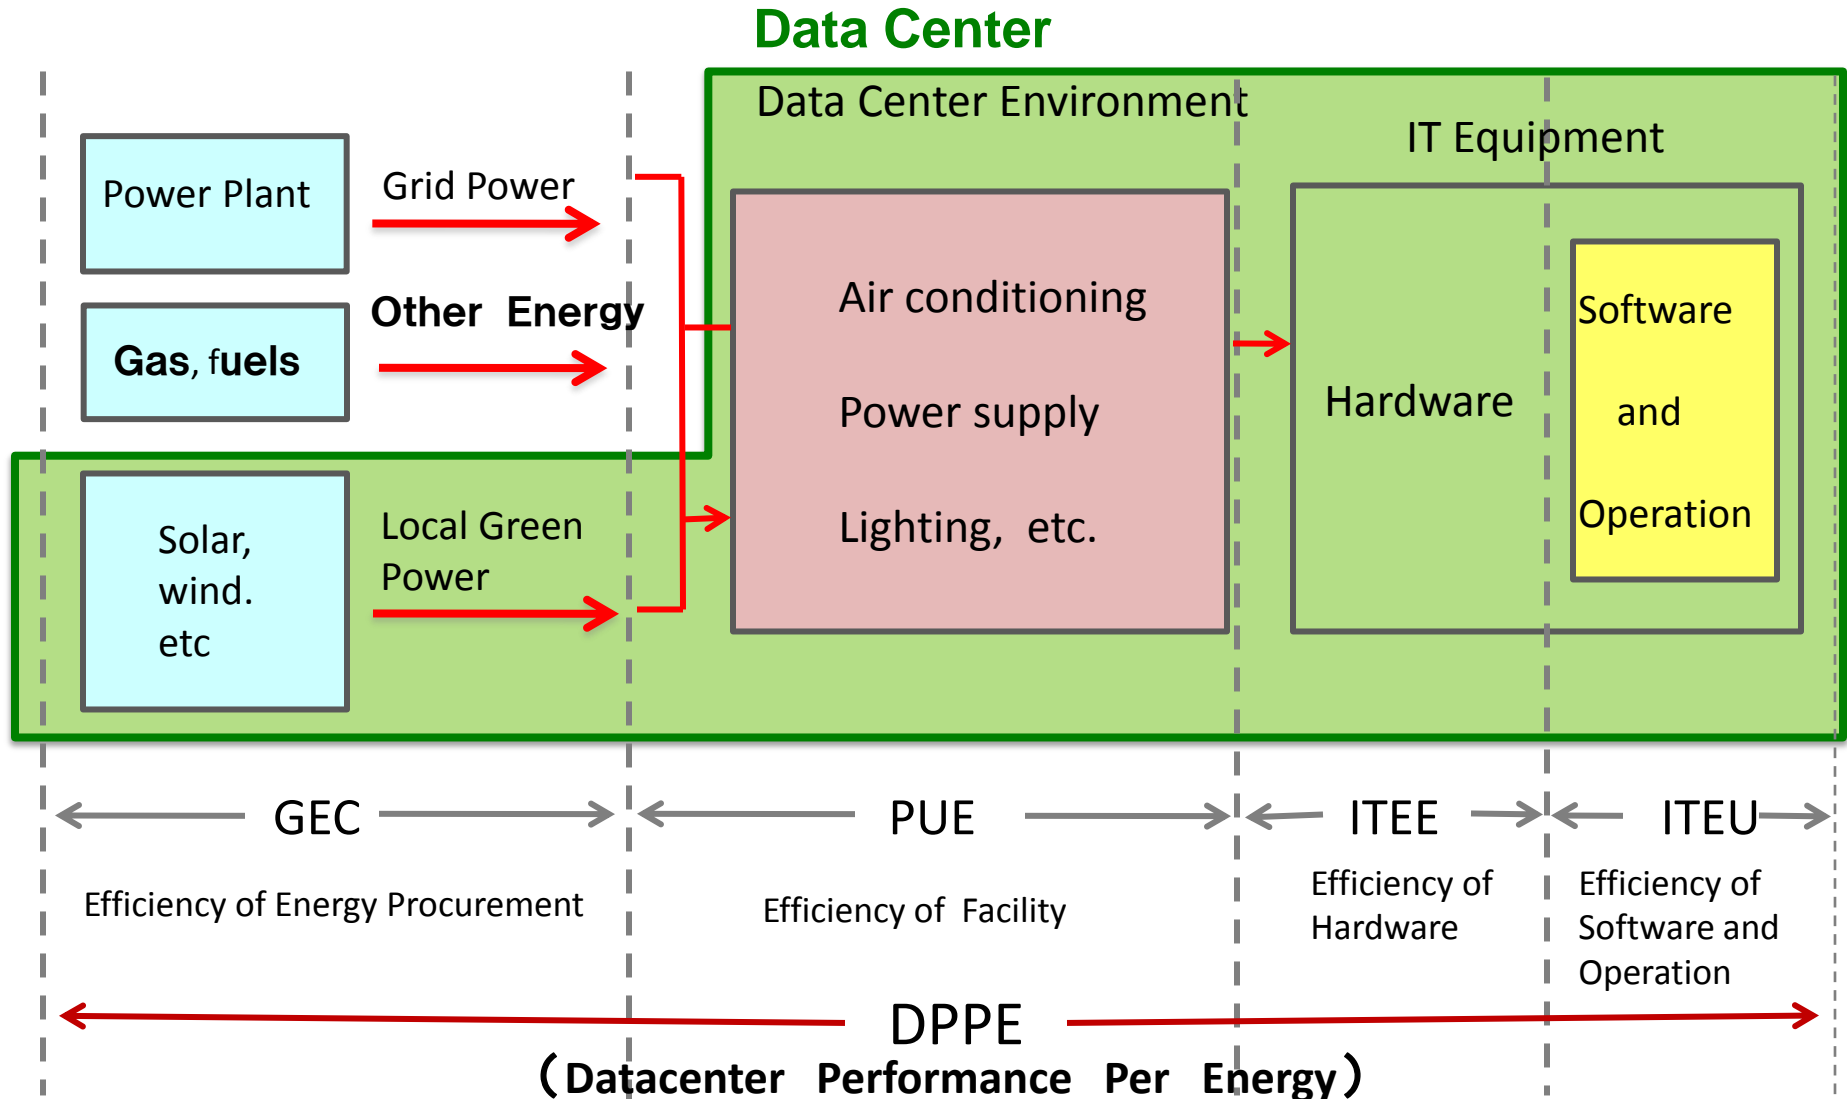 Data Center
Data Center Environment
IT Equipment
Power Plant
Grid Power
Other Energy
Gas, fuels
Solar,
wind.
etc
Local Green
Power
Air conditioning
Power supply
Lighting, etc.
Hardware
Software
and
Operation
GEC
PUE
ITEE
ITEU
Efficiency of Energy Procurement
Efficiency of Facility
Efficiency of
Hardware
Efficiency of
Software and
Operation
DPPE
(Datacenter Performance Per Energy)